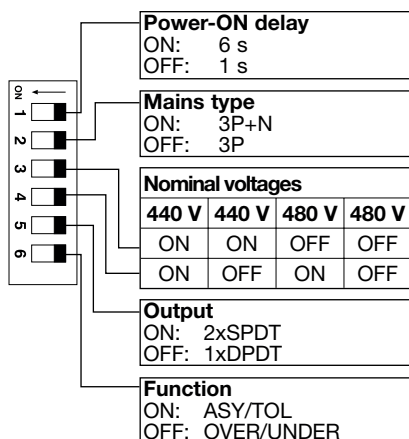 Power-ON delay
ON: 6 s
OFF: 1 s
ON
1
2
3
4
5
6
Mains type
ON: 3P+N
OFF: 3P
Nominal voltages
440 V 440 V 480 V 480 V
ON ON OFF OFF
ON OFF ON OFF
Output
ON: 2xSPDT
OFF: 1xDPDT
Function
ON: ASY/TOL
OFF: OVER/UNDER